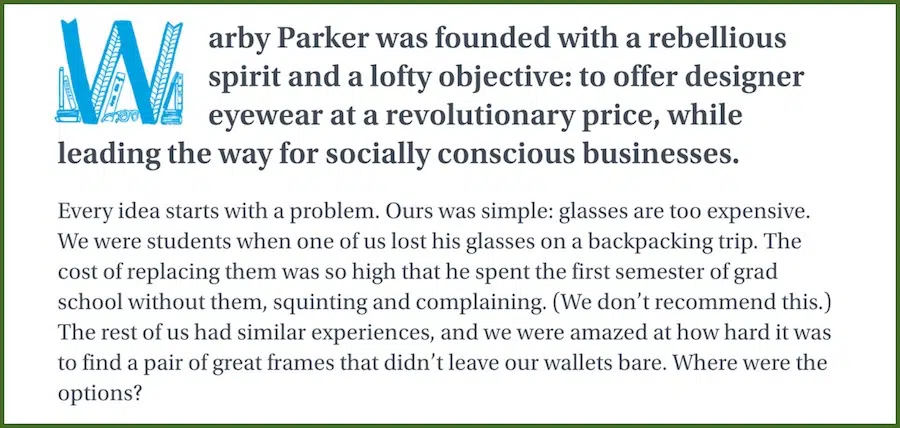 Warby Parker was founded with a rebellious
spirit and a lofty objective: to offer designer
eyewear at a revolutionary price, while
leading the way for socially conscious businesses.
Every idea starts with a problem. Ours was simple: glasses are too expensive.
We were students when one of us lost his glasses on a backpacking trip. The
cost of replacing them was so high that he spent the first semester of grad
school without them, squinting and complaining. (We don’t recommend this.)
The rest of us had similar experiences, and we were amazed at how hard it was
to find a pair of great frames that didn’t leave our wallets bare. Where were the
options?